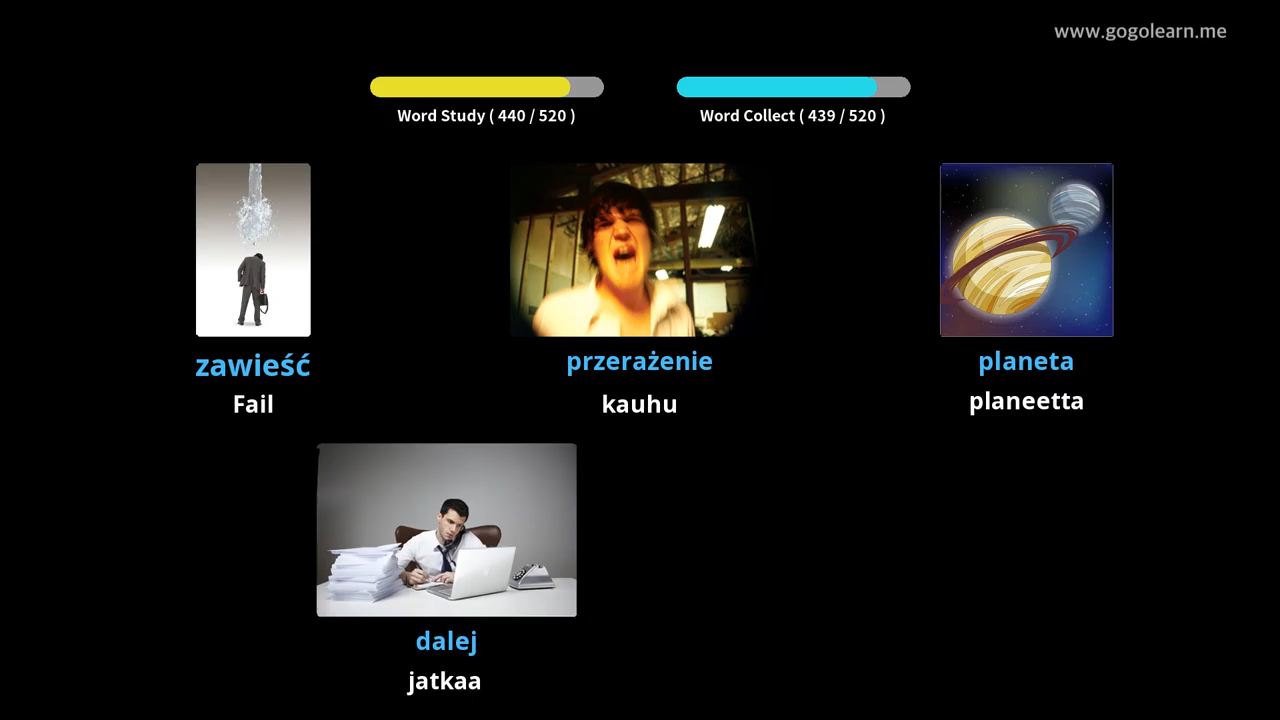 www.gogolearn.me
Word Study ( 440 / 520 )
Word Collect ( 439 / 520 )
zawieść
Fail
przerażenie
kauhu
planeta
planeetta
dalej
jatkaa